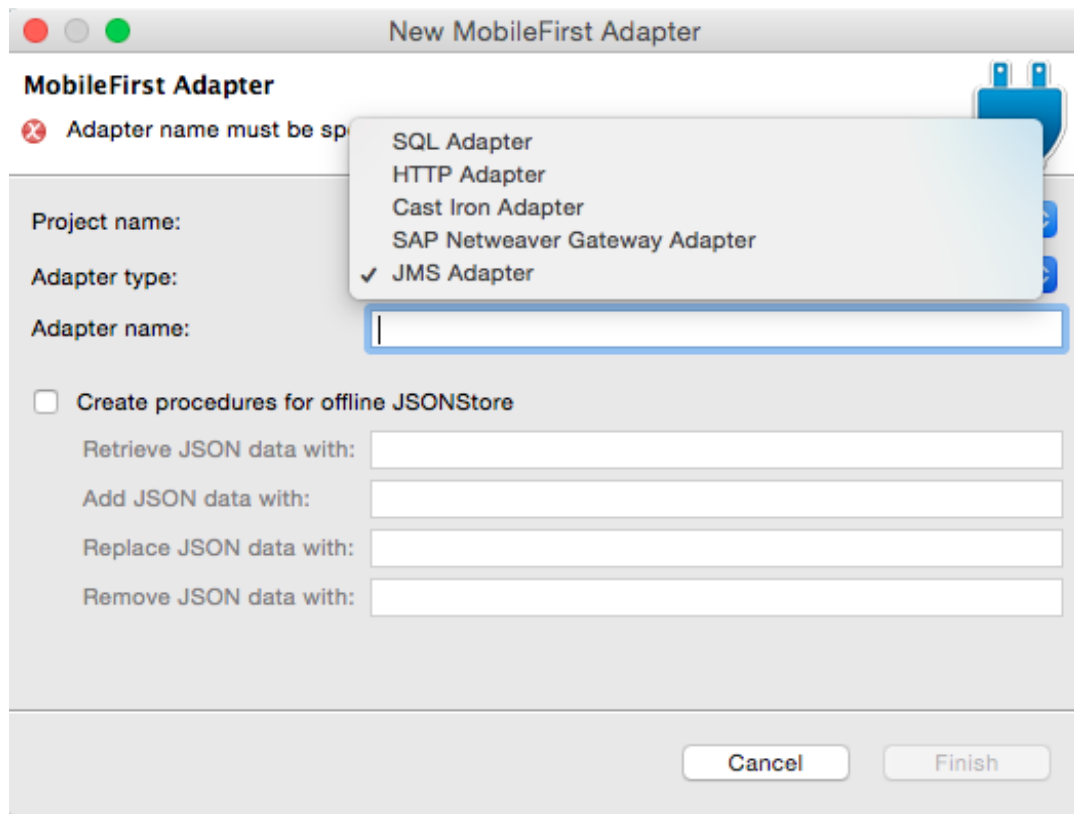 New MobileFirst Adapter
MobileFirst Adapter
Adapter name must be
SQL Adapter
HTTP Adapter
Cast Iron Adapter
SAP Netweaver Gateway Adapter
✓ JMS Adapter
Project name:
Adapter type:
Adapter name:
Create procedures for offline JSONStore
Retrieve JSON data with:
Add JSON data with:
Replace JSON data with:
Remove JSON data with:
Cancel
Finish